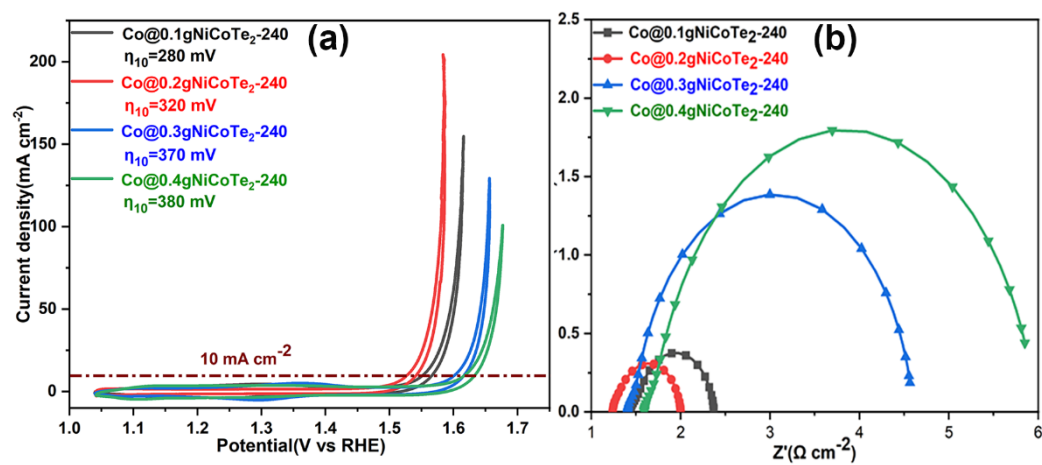 (a)
Co@0.1gNiCoTe2-240
η10=280 mV
Co@0.2gNiCoTe2-240
η10=320 mV
Co@0.3gNiCoTe2-240
η10=370 mV
Co@0.4gNiCoTe2-240
η10=380 mV
10 mA cm-2
Current density(mA cm-2)
200
150
100
50
0
1.0 1.1 1.2 1.3 1.4 1.5 1.6 1.7
Potential(V vs RHE)
(b)
Co@0.1gNiCoTe2-240
Co@0.2gNiCoTe2-240
Co@0.3gNiCoTe2-240
Co@0.4gNiCoTe2-240
2.5
2.0
1.5
1.0
0.5
0.0
1 2 3 4 5 6
Z'(Ω cm-2)